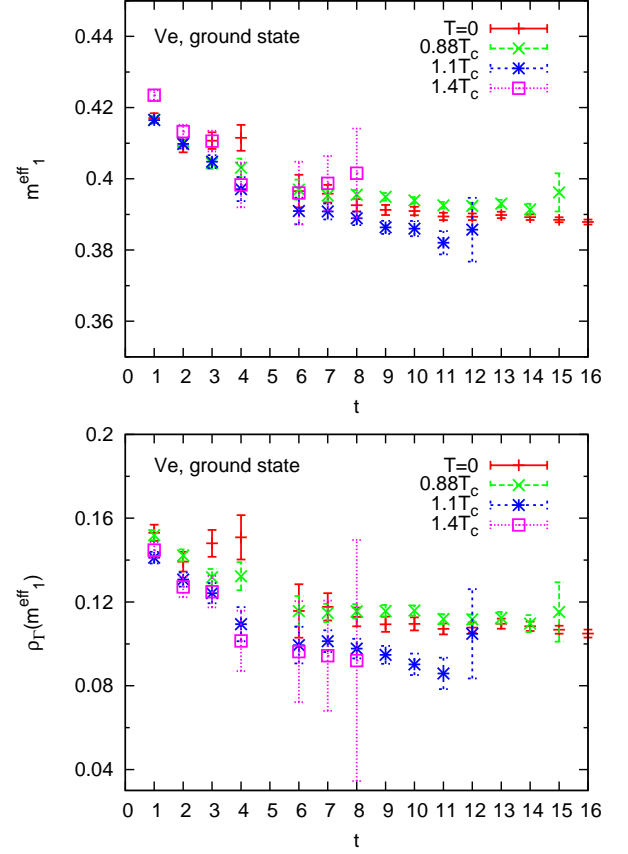 0.44
0.42
0.4
0.38
0.36
m^eff_1
Ve, ground state
T=0
0.88T_c
1.1T_c
1.4T_c
0 1 2 3 4 5 6 7 8 9 10 11 12 13 14 15 16
t
0.2
0.16
0.12
0.08
0.04
ρ_Γ(m^eff_1)
Ve, ground state
T=0
0.88T_c
1.1T_c
1.4T_c
0 1 2 3 4 5 6 7 8 9 10 11 12 13 14 15 16
t